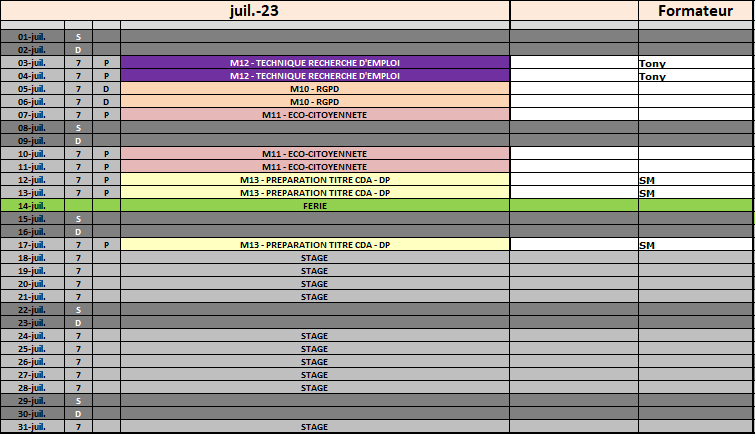 juil.-23 Formateur
01-juil. S
02-juil. D
03-juil. 7 P M12 - TECHNIQUE RECHERCHE D'EMPLOI Tony
04-juil. 7 P M12 - TECHNIQUE RECHERCHE D'EMPLOI Tony
05-juil. 7 D M10 - RGPD
06-juil. 7 D M10 - RGPD
07-juil. 7 P M11 - ECO-CITOYENNETE
08-juil. S
09-juil. D
10-juil. 7 P M11 - ECO-CITOYENNETE
11-juil. 7 P M11 - ECO-CITOYENNETE
12-juil. 7 P M13 - PREPARATION TITRE CDA - DP SM
13-juil. 7 P M13 - PREPARATION TITRE CDA - DP SM
14-juil. FERIE
15-juil. S
16-juil. D
17-juil. 7 P M13 - PREPARATION TITRE CDA - DP SM
18-juil. 7 STAGE
19-juil. 7 STAGE
20-juil. 7 STAGE
21-juil. 7 STAGE
22-juil. S
23-juil. D
24-juil. 7 STAGE
25-juil. 7 STAGE
26-juil. 7 STAGE
27-juil. 7 STAGE
28-juil. 7 STAGE
29-juil. S
30-juil. D
31-juil. 7 STAGE